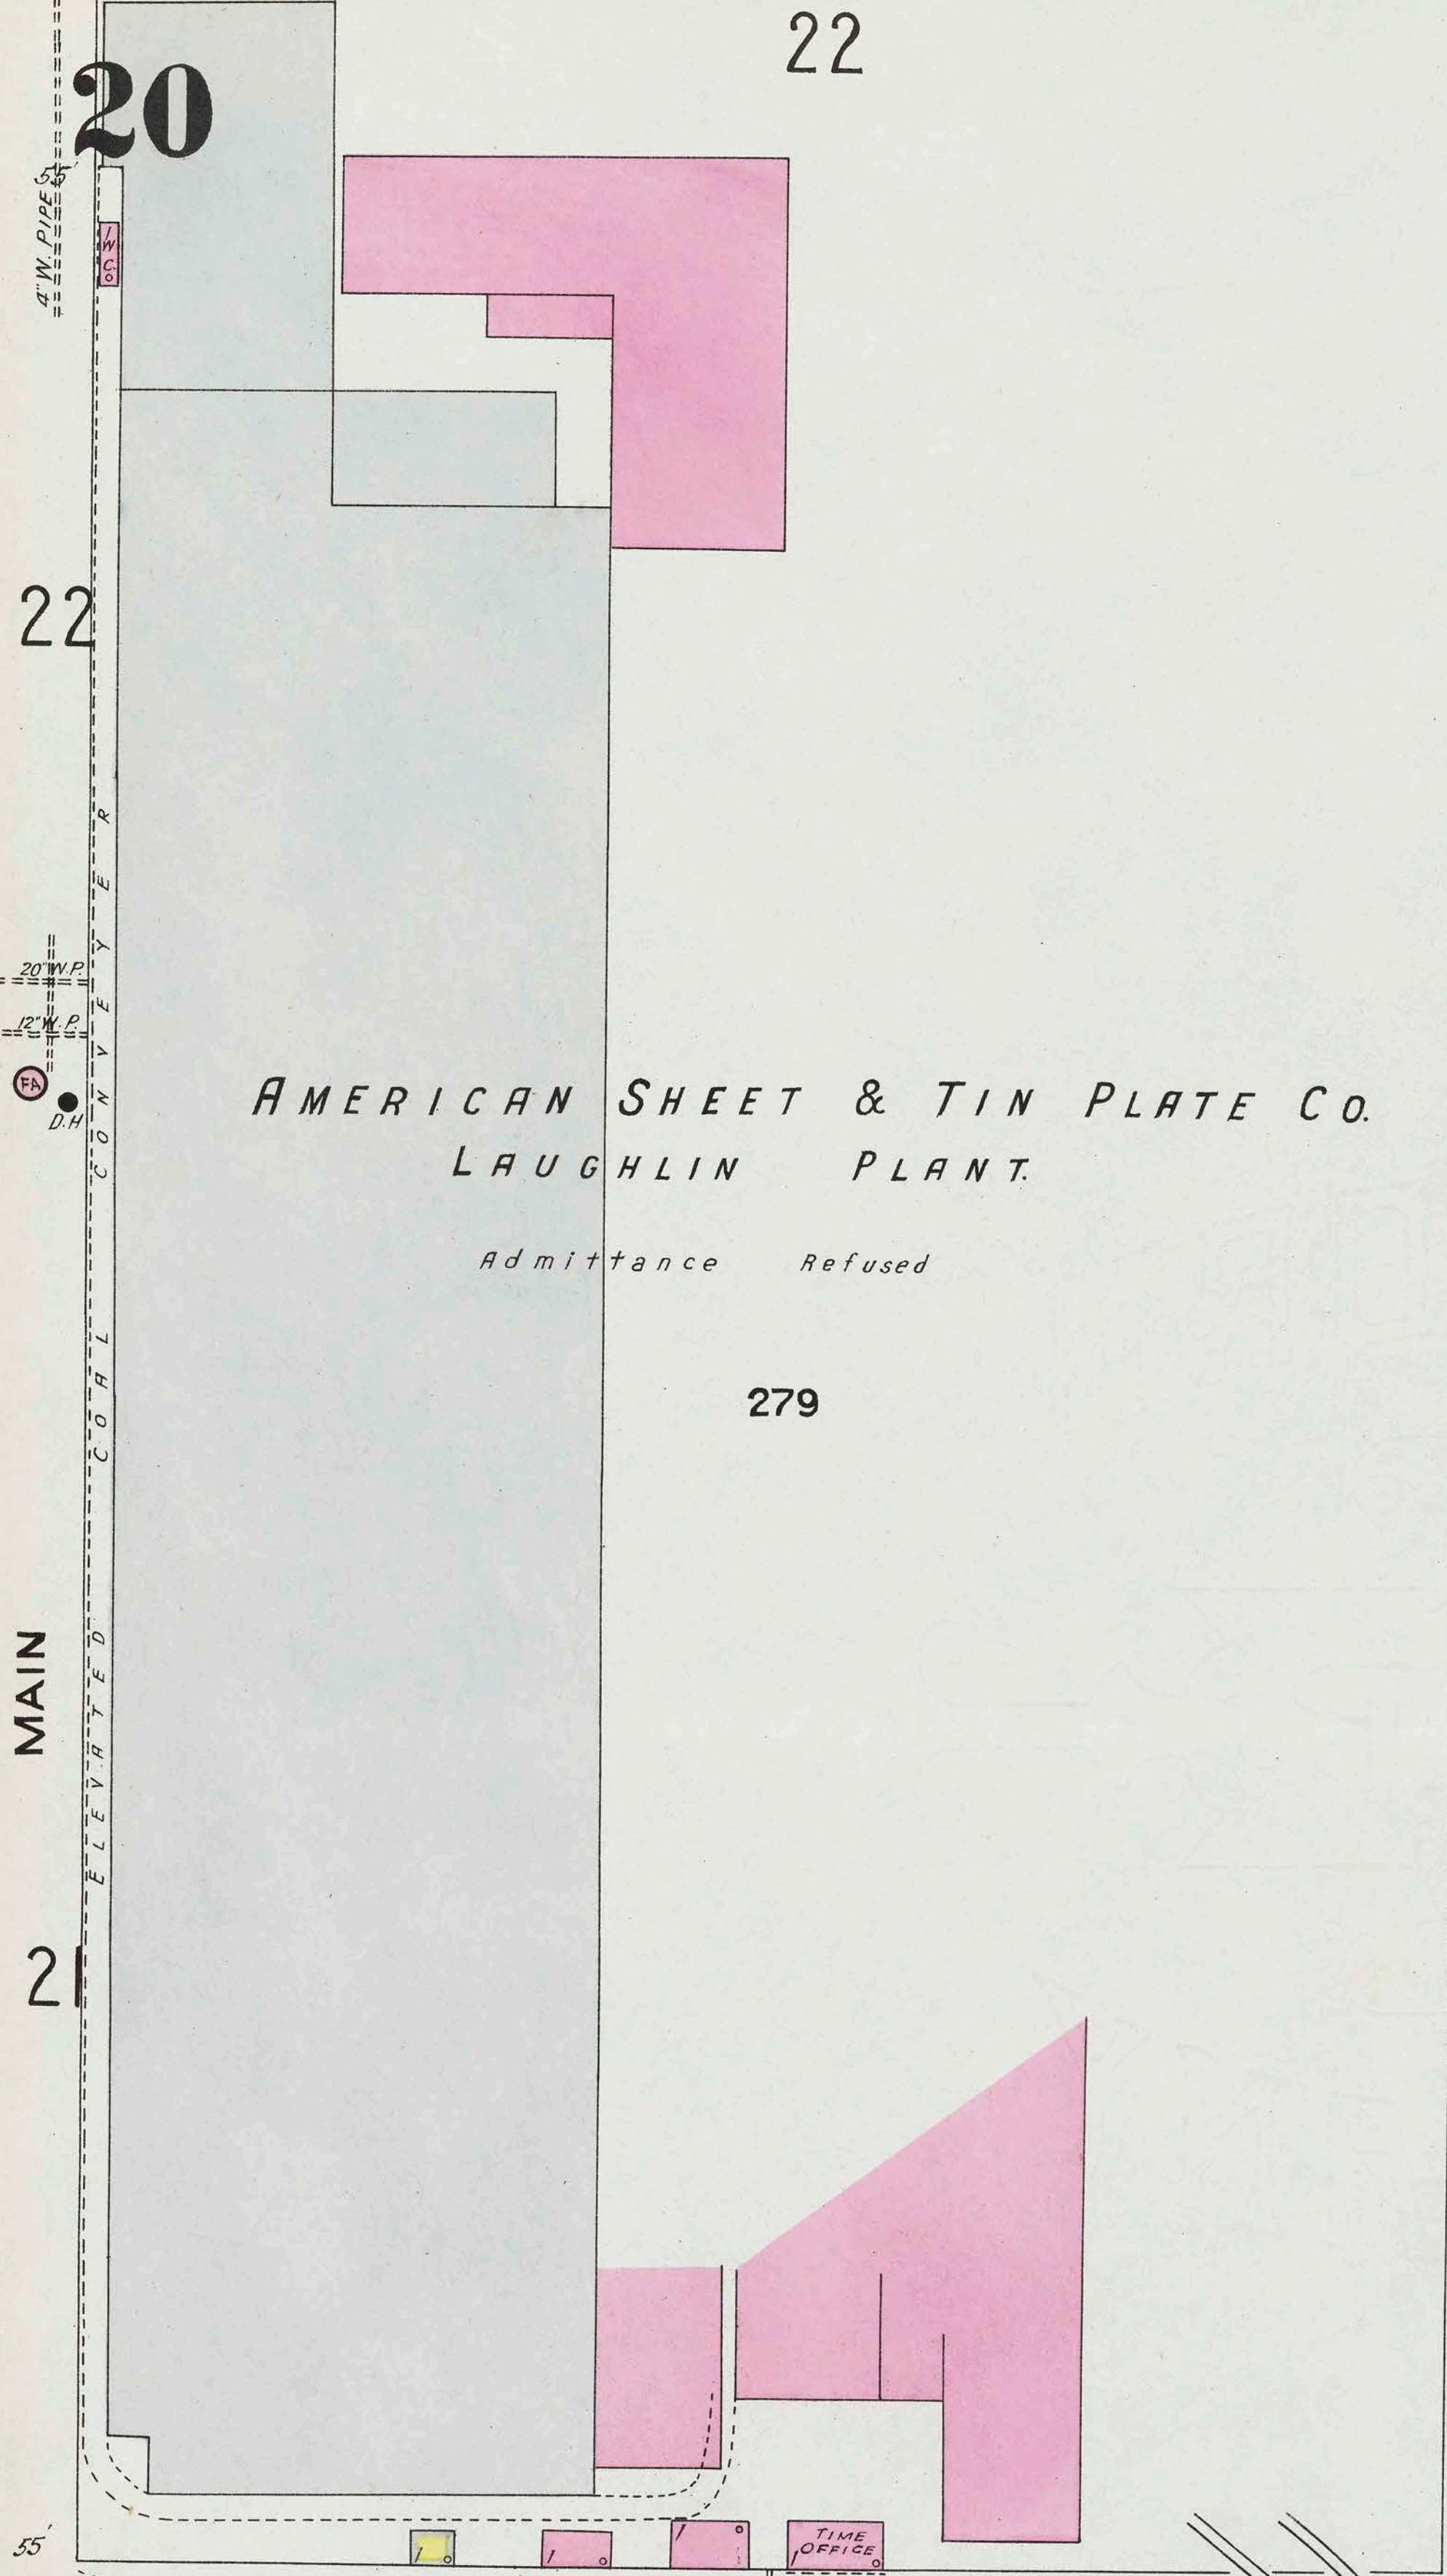 22
20
55'
4" W. PIPE
1
W
Co
22
20" W.P.
12" W.P.
FA
D.H
ELEVATED COAL CONVEYER
AMERICAN SHEET & TIN PLATE CO.
LAUGHLIN PLANT.
Admittance Refused
279
MAIN
21
55'
1
1
1
TIME
OFFICE
1